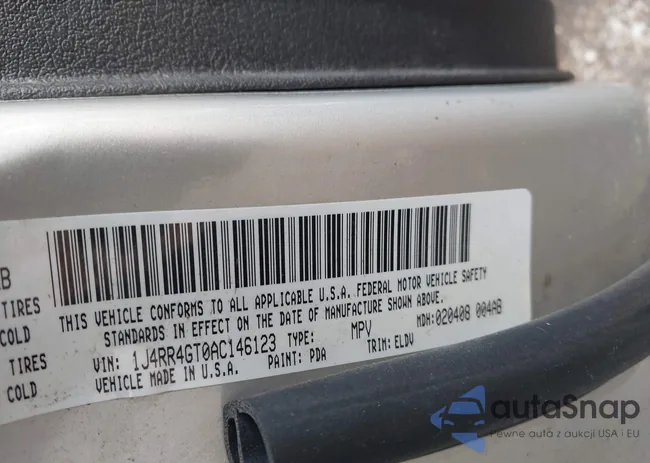 B
TIRES
COLD
TIRES
COLD
THIS VEHICLE CONFORMS TO ALL APPLICABLE U.S.A. FEDERAL MOTOR VEHICLE SAFETY
STANDARDS IN EFFECT ON THE DATE OF MANUFACTURE SHOWN ABOVE.
VIN: 1J4RR4GT0AC146123 TYPE: MPV MDH:020408 004AB
VEHICLE MADE IN U.S.A. PAINT: PDA TRIM: ELDV
autoSnap
Pewne auta z aukcji USA i EU